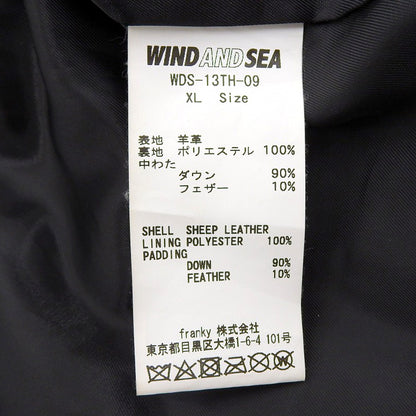 WIND AND SEA
WDS-13TH-09
XL Size
表地 羊革
裏地 ポリエステル 100%
中わた
ダウン 90%
フェザー 10%
SHELL SHEEP LEATHER
LINING POLYESTER 100%
PADDING
DOWN 90%
FEATHER 10%
franky 株式会社
東京都目黒区大橋1-6-4 101号